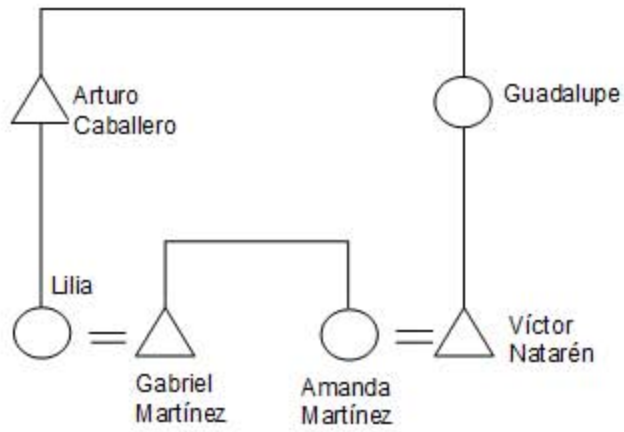 Arturo
Caballero
Guadalupe
Lilia
Gabriel
Martínez
Amanda
Martínez
Víctor
Natarén